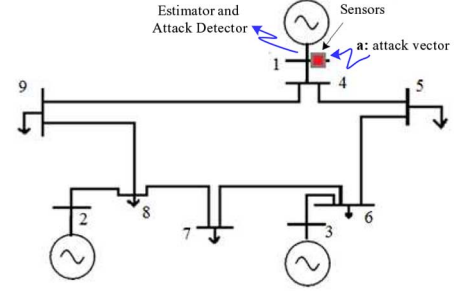 Estimator and
Attack Detector
Sensors
a: attack vector
1
4
9
5
2
8
7
3
6